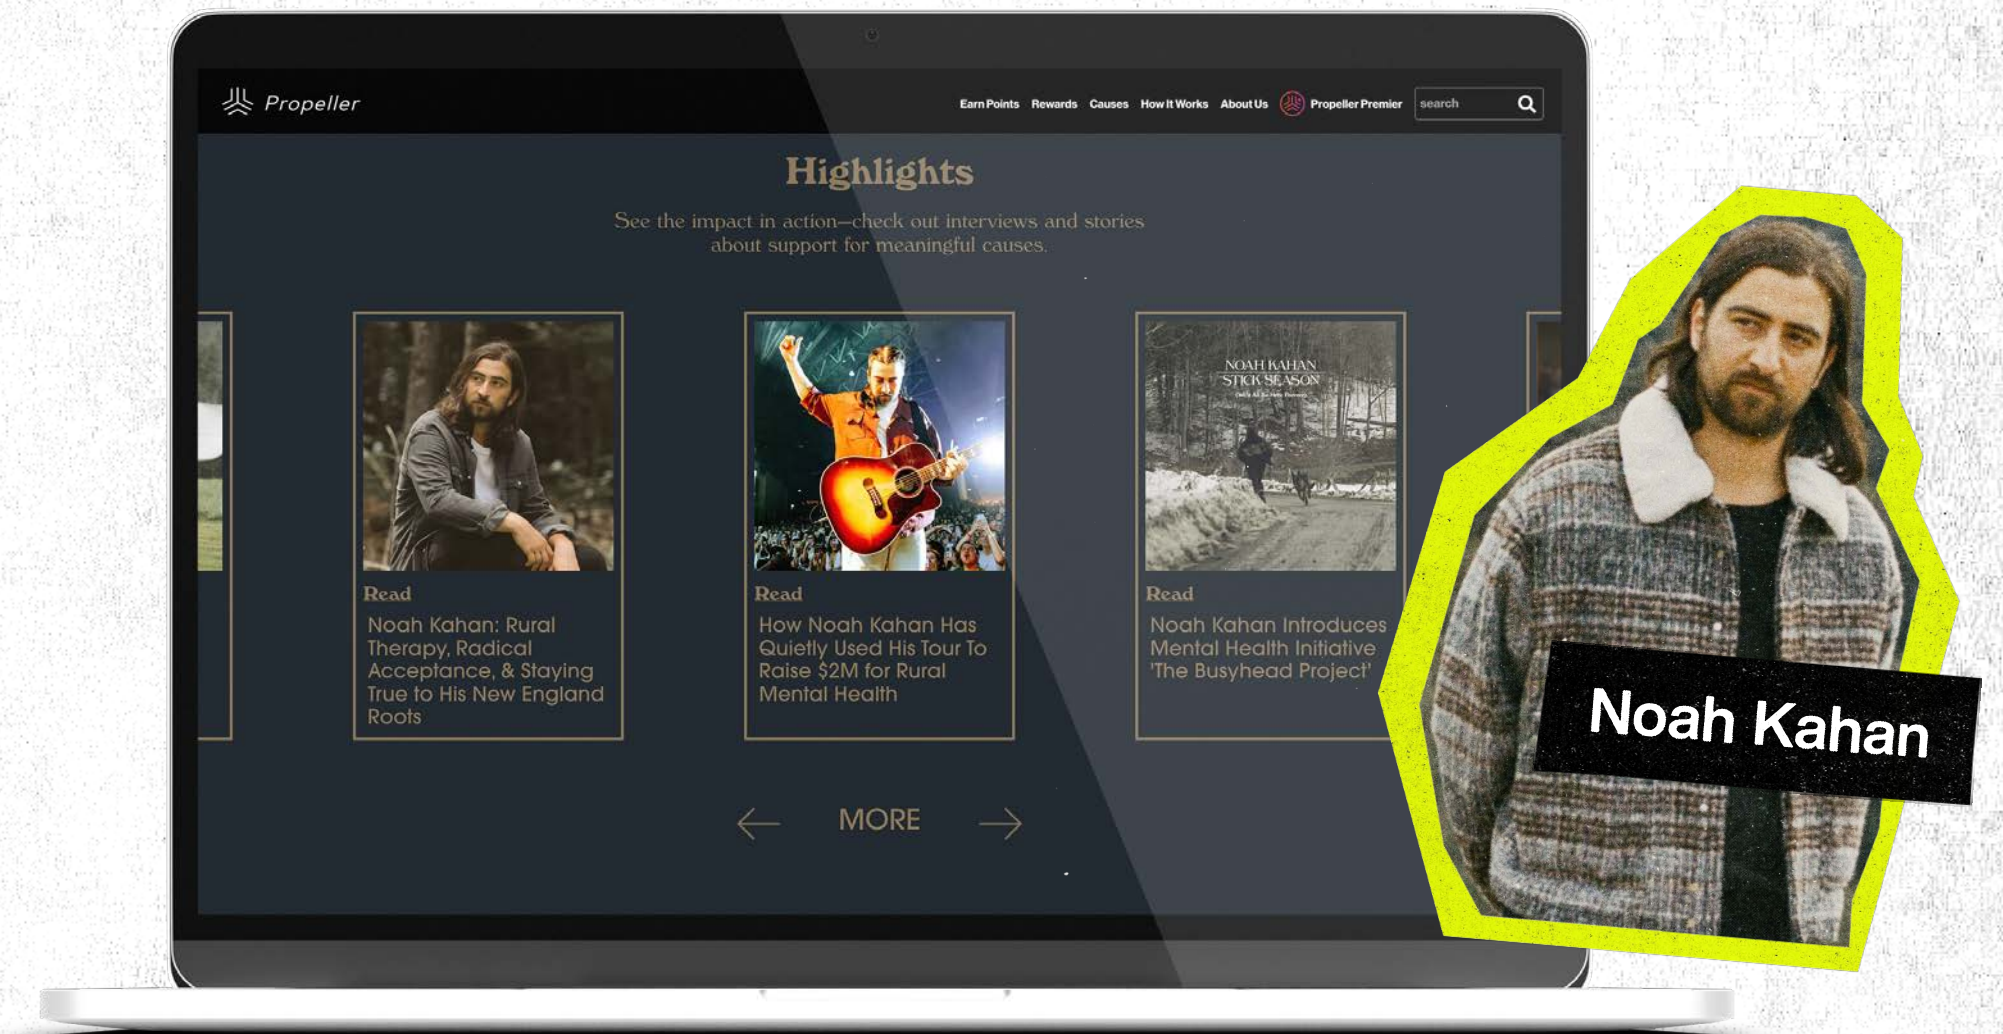 Propeller
Earn Points Rewards Causes How It Works About Us Propeller Premier search
Highlights
See the impact in action—check out interviews and stories
about support for meaningful causes.
NOAH KAHAN
STICK SEASON
Read
Noah Kahan: Rural
Therapy, Radical
Acceptance, & Staying
True to His New England
Roots
Read
How Noah Kahan Has
Quietly Used His Tour To
Raise $2M for Rural
Mental Health
Read
Noah Kahan Introduces
Mental Health Initiative
'The Busyhead Project'
MORE
Noah Kahan